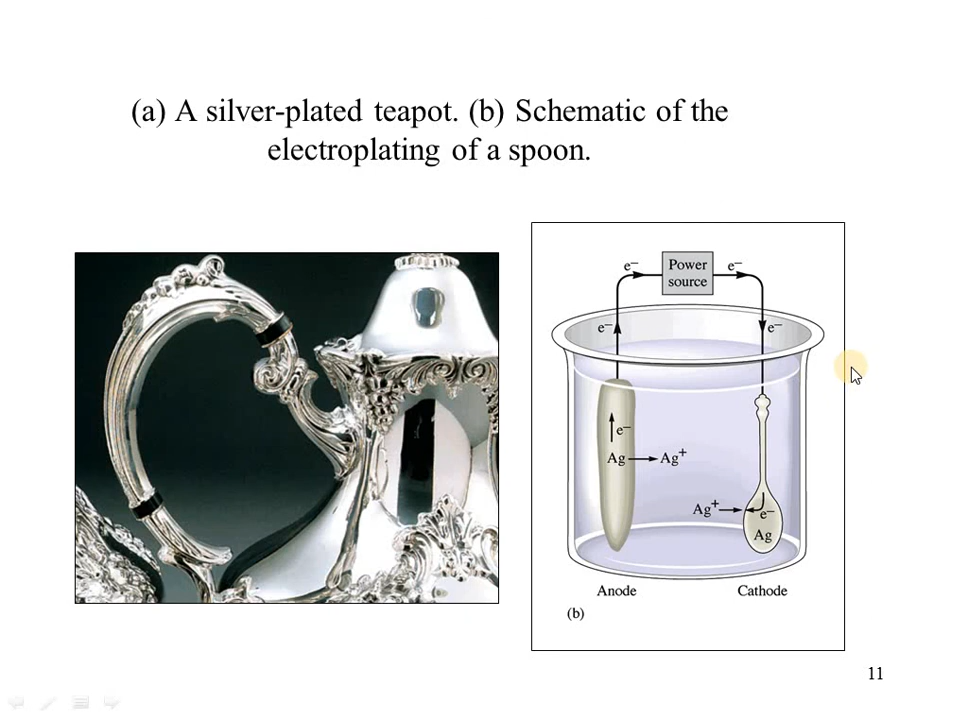 (a) A silver-plated teapot. (b) Schematic of the
electroplating of a spoon.
e⁻ Power e⁻
source
e⁻ e⁻
e⁻
Ag → Ag⁺
Ag⁺ → e⁻
Ag
Anode Cathode
(b)
11